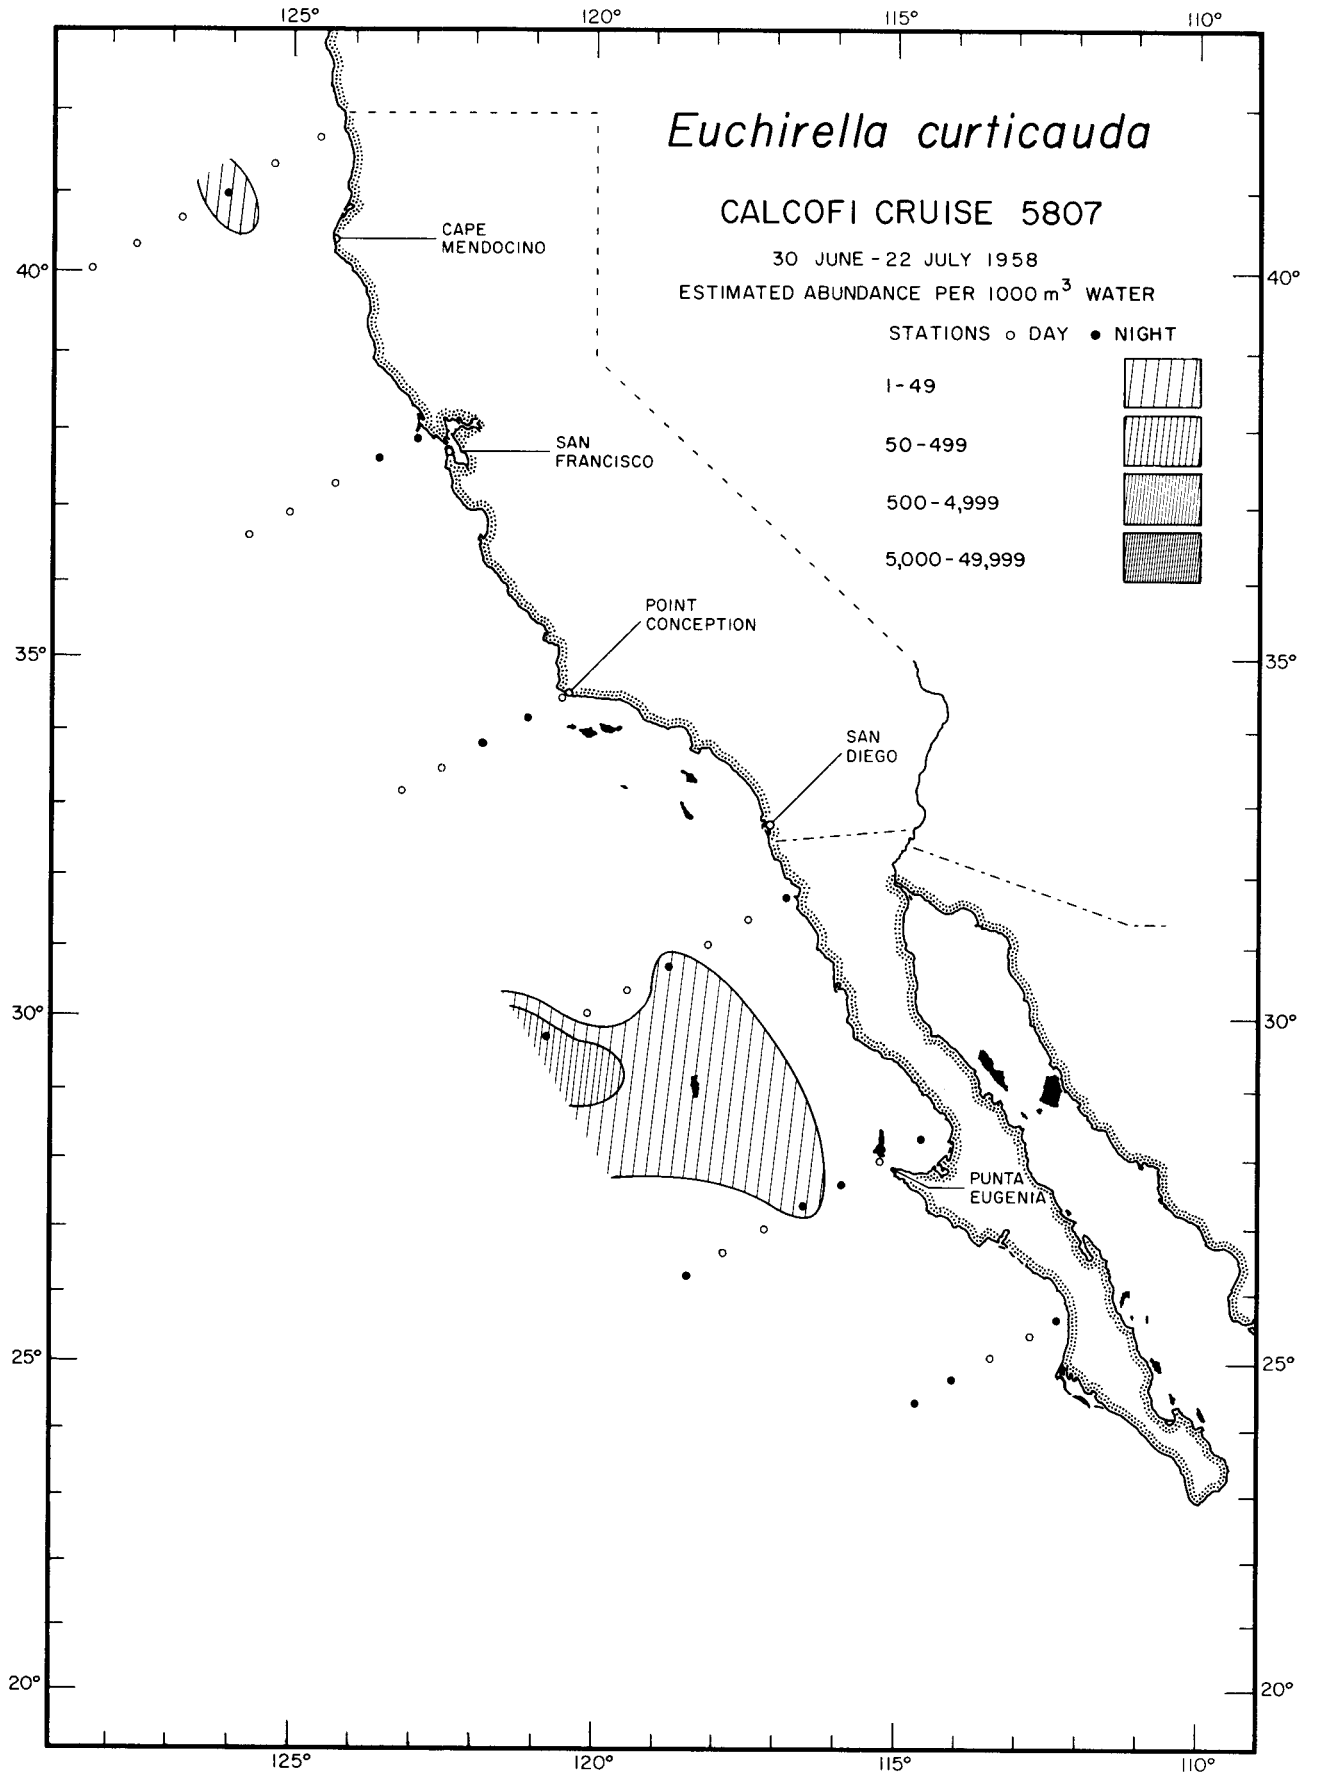 125° 120° 115° 110°
Euchirella curticauda
CALCOFI CRUISE 5807
30 JUNE - 22 JULY 1958
ESTIMATED ABUNDANCE PER 1000 m³ WATER
STATIONS ○ DAY ● NIGHT
1-49
50-499
500-4,999
5,000-49,999
CAPE
MENDOCINO
40° 40°
SAN
FRANCISCO
POINT
CONCEPTION
35° 35°
SAN
DIEGO
30° 30°
PUNTA
EUGENIA
25° 25°
20° 20°
125° 120° 115° 110°